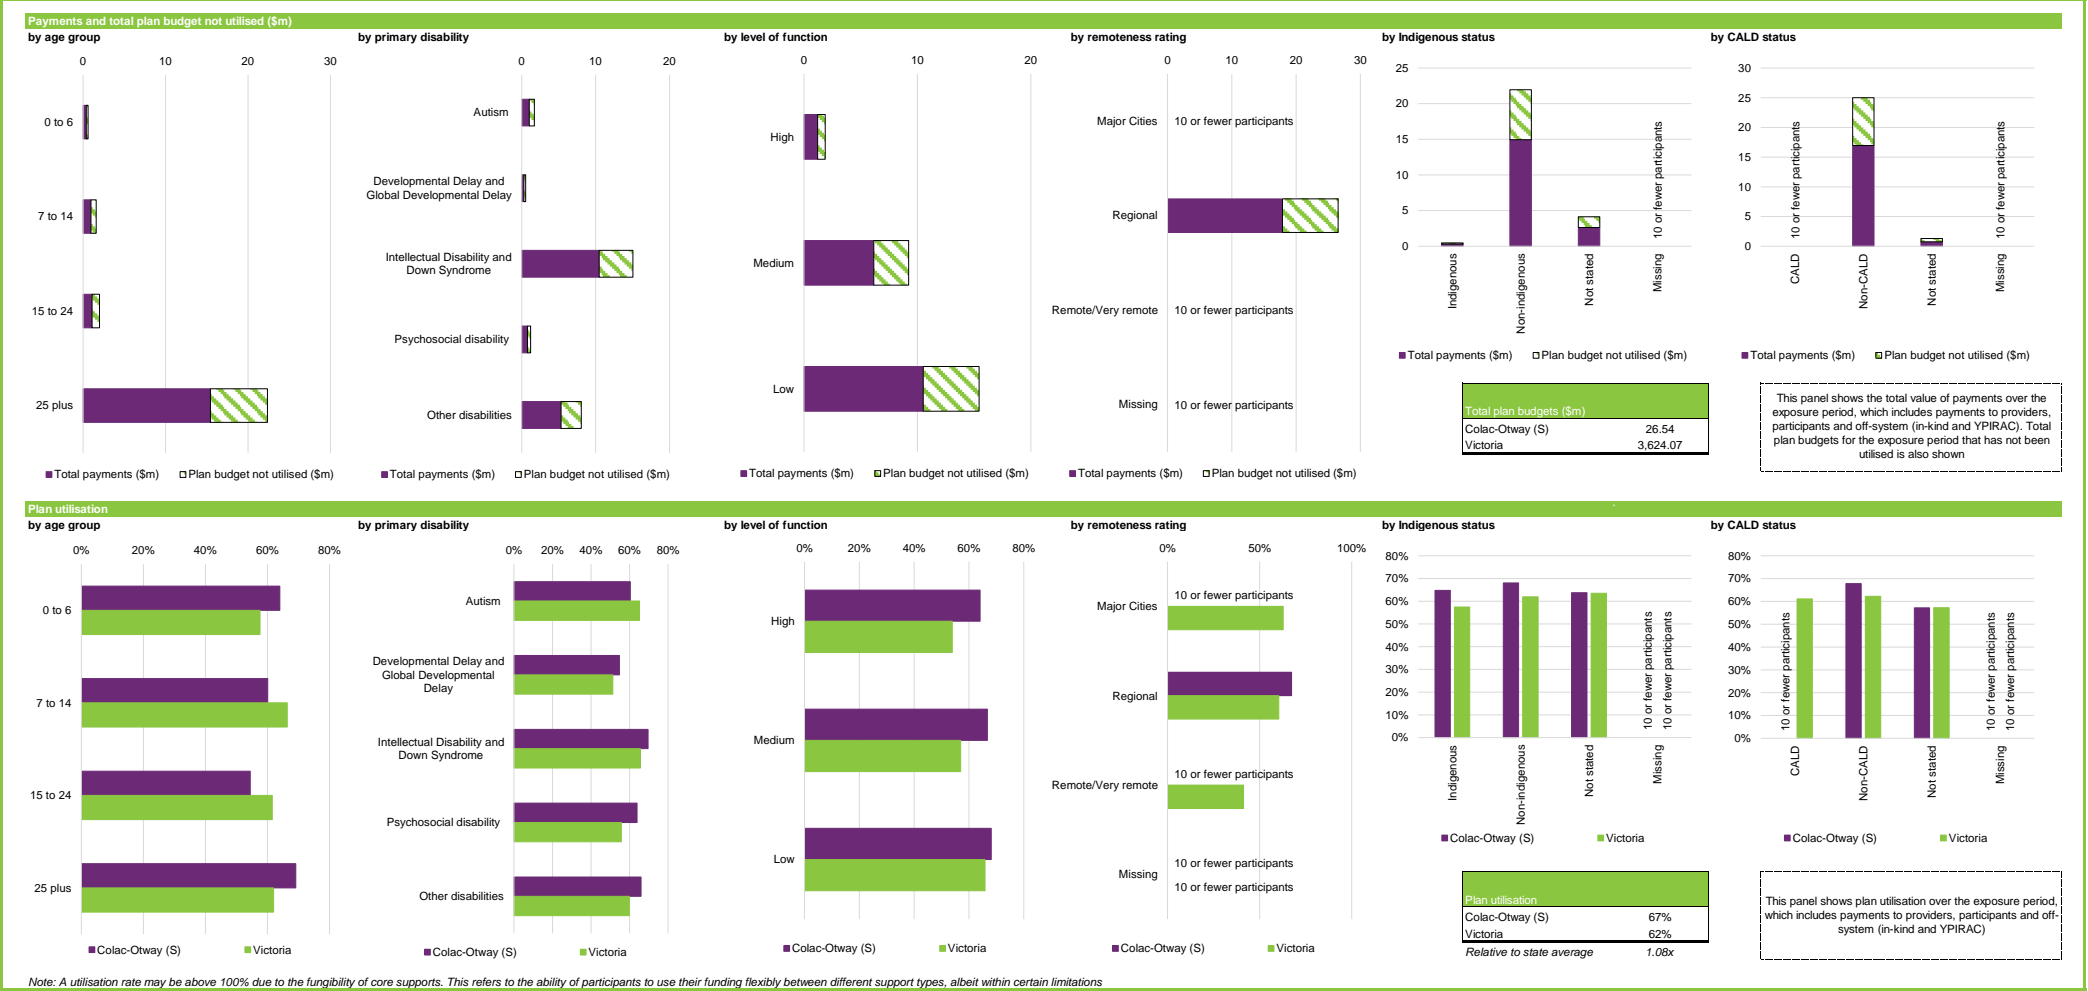 Payments and total plan budget not utilised ($m)
by age group
0 10 20 30
0 to 6
7 to 14
15 to 24
25 plus
Total payments ($m) Plan budget not utilised ($m)
by primary disability
0 10 20
Autism
Developmental Delay and
Global Developmental Delay
Intellectual Disability and
Down Syndrome
Psychosocial disability
Other disabilities
Total payments ($m) Plan budget not utilised ($m)
by level of function
0 10 20
High
Medium
Low
Total payments ($m) Plan budget not utilised ($m)
by remoteness rating
0 10 20 30
Major Cities 10 or fewer participants
Regional
Remote/Very remote 10 or fewer participants
Missing 10 or fewer participants
Total payments ($m) Plan budget not utilised ($m)
by Indigenous status
25
20
15
10
5
0
10 or fewer participants
Indigenous
Non-indigenous
Not stated
Missing
Total payments ($m) Plan budget not utilised ($m)
by CALD status
30
25
20
15
10
5
0
10 or fewer participants
10 or fewer participants
CALD
Non-CALD
Not stated
Missing
Total payments ($m) Plan budget not utilised ($m)
Total plan budgets ($m)
Colac-Otway (S) 26.54
Victoria 3,624.07
This panel shows the total value of payments over the
exposure period, which includes payments to providers,
participants and off-system (in-kind and YPIRAC). Total
plan budgets for the exposure period that has not been
utilised is also shown
Plan utilisation
by age group
0% 20% 40% 60% 80%
0 to 6
7 to 14
15 to 24
25 plus
Colac-Otway (S) Victoria
by primary disability
0% 20% 40% 60% 80%
Autism
Developmental Delay and
Global Developmental
Delay
Intellectual Disability and
Down Syndrome
Psychosocial disability
Other disabilities
Colac-Otway (S) Victoria
by level of function
0% 20% 40% 60% 80%
High
Medium
Low
Colac-Otway (S) Victoria
by remoteness rating
0% 50% 100%
Major Cities 10 or fewer participants
Regional
Remote/Very remote 10 or fewer participants
Missing 10 or fewer participants
10 or fewer participants
Colac-Otway (S) Victoria
by Indigenous status
80%
70%
60%
50%
40%
30%
20%
10%
0%
10 or fewer participants
10 or fewer participants
Indigenous
Non-indigenous
Not stated
Missing
Colac-Otway (S) Victoria
by CALD status
80%
70%
60%
50%
40%
30%
20%
10%
0%
10 or fewer participants
10 or fewer participants
10 or fewer participants
CALD
Non-CALD
Not stated
Missing
Colac-Otway (S) Victoria
Plan utilisation
Colac-Otway (S) 67%
Victoria 62%
Relative to state average 1.08x
This panel shows plan utilisation over the exposure period,
which includes payments to providers, participants and off-
system (in-kind and YPIRAC)
Note: A utilisation rate may be above 100% due to the fungibility of core supports. This refers to the ability of participants to use their funding flexibly between different support types, albeit within certain limitations